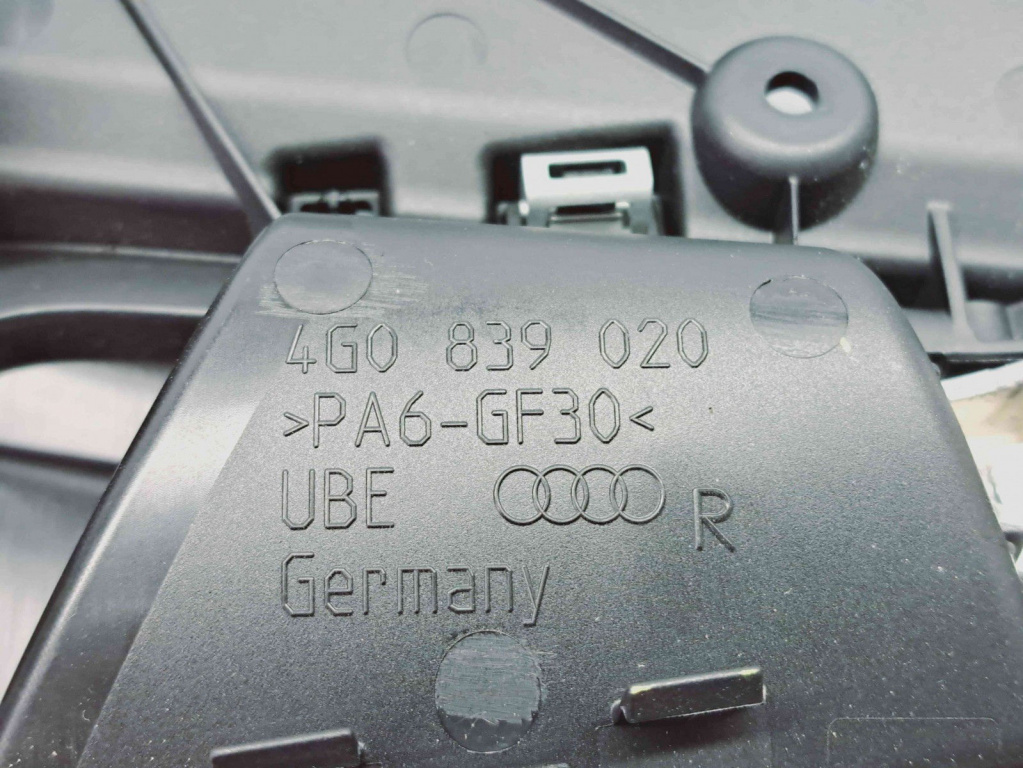 4G0 839 020
>PA6-GF30<
UBE R
Germany